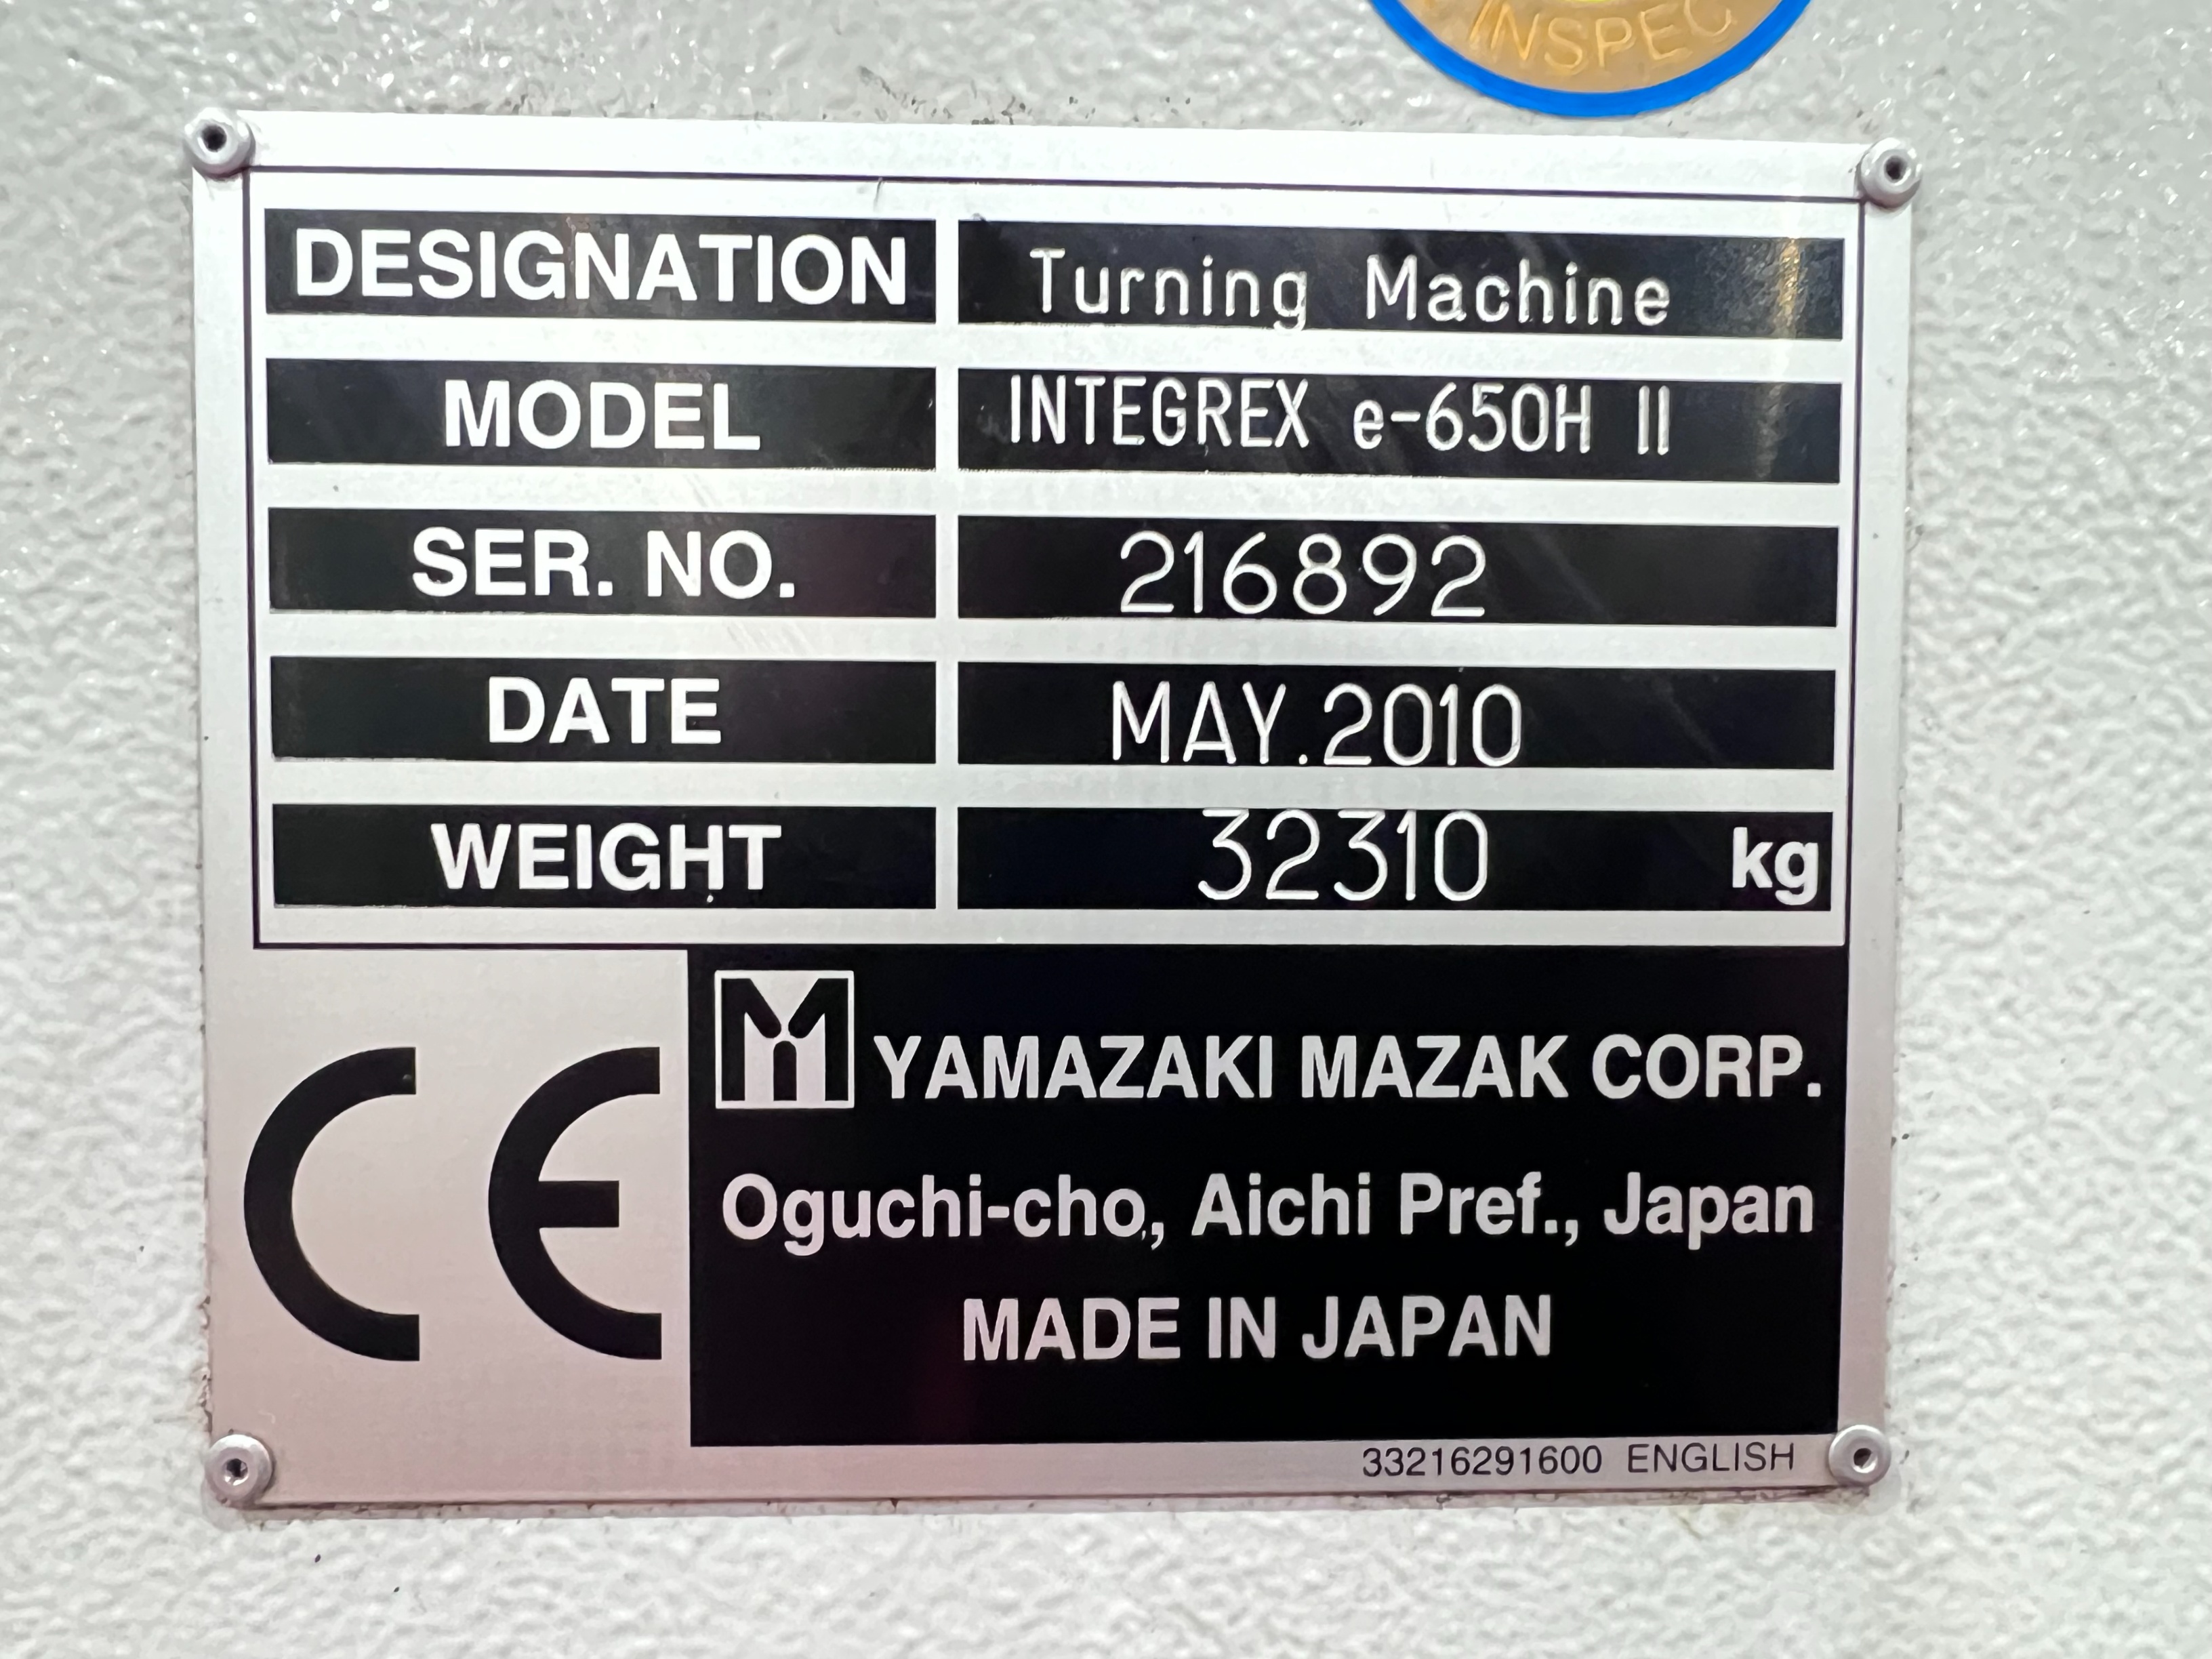 INSPEC
DESIGNATION Turning Machine
MODEL INTEGREX e-650H II
SER. NO. 216892
DATE MAY.2010
WEIGHT 32310 kg
YAMAZAKI MAZAK CORP.
Oguchi-cho, Aichi Pref., Japan
CE
MADE IN JAPAN
33216291600 ENGLISH